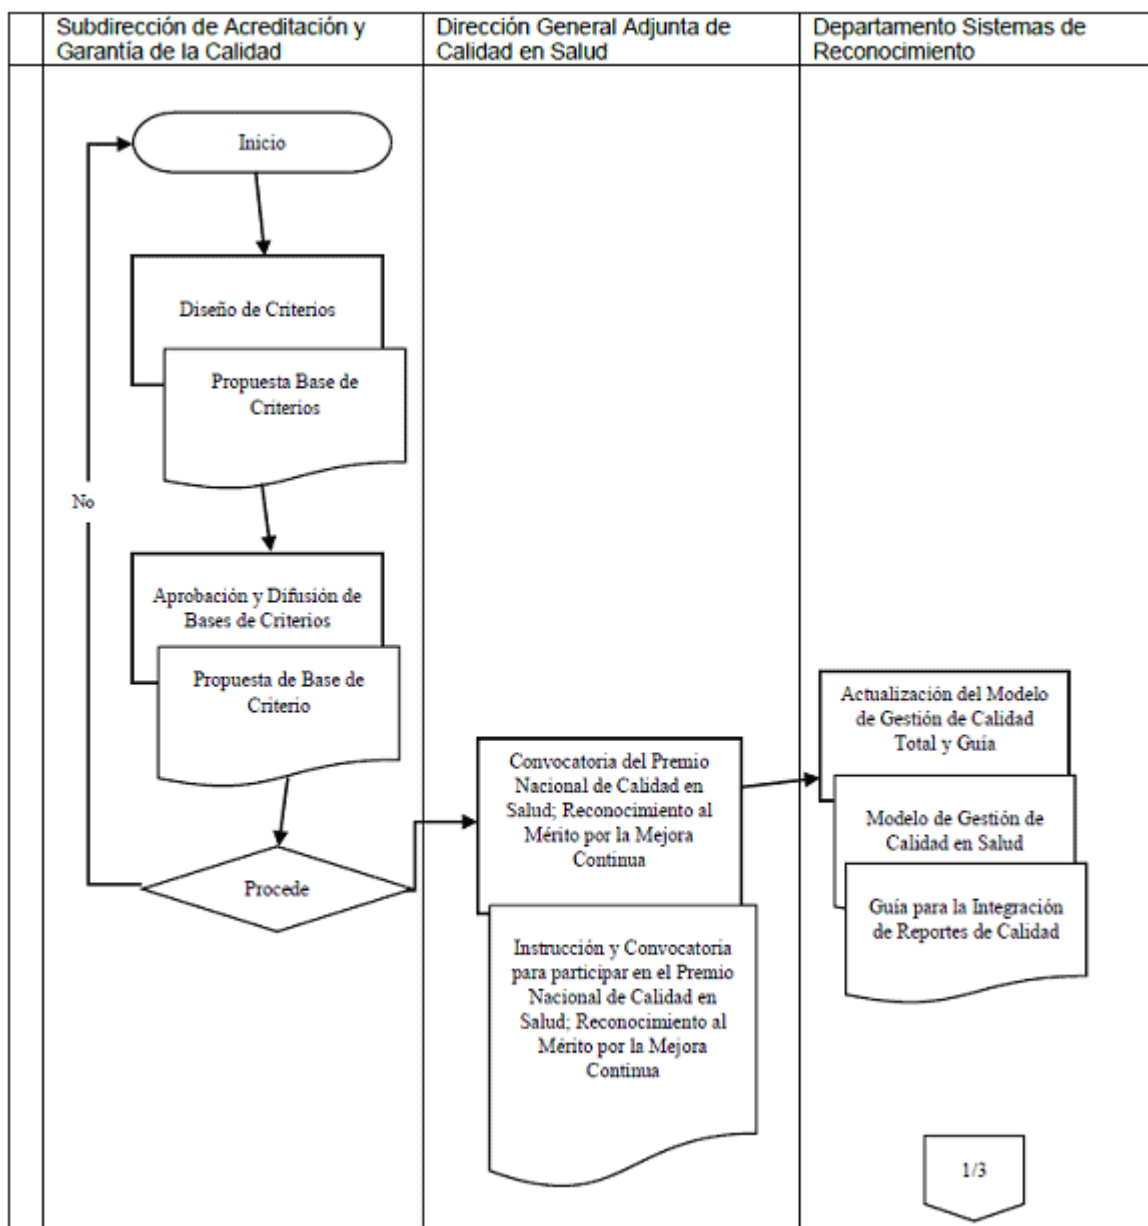 Subdirección de Acreditación y
Garantía de la Calidad
Dirección General Adjunta de
Calidad en Salud
Departamento Sistemas de
Reconocimiento
Inicio
Diseño de Criterios
Propuesta Base de
Criterios
No
Aprobación y Difusión de
Bases de Criterios
Propuesta de Base de
Criterio
Procede
Convocatoria del Premio
Nacional de Calidad en
Salud; Reconocimiento al
Mérito por la Mejora
Continua
Instrucción y Convocatoria
para participar en el Premio
Nacional de Calidad en
Salud; Reconocimiento al
Mérito por la Mejora
Continua
Actualización del Modelo
de Gestión de Calidad
Total y Guía
Modelo de Gestión de
Calidad en Salud
Guía para la Integración
de Reportes de Calidad
1/3